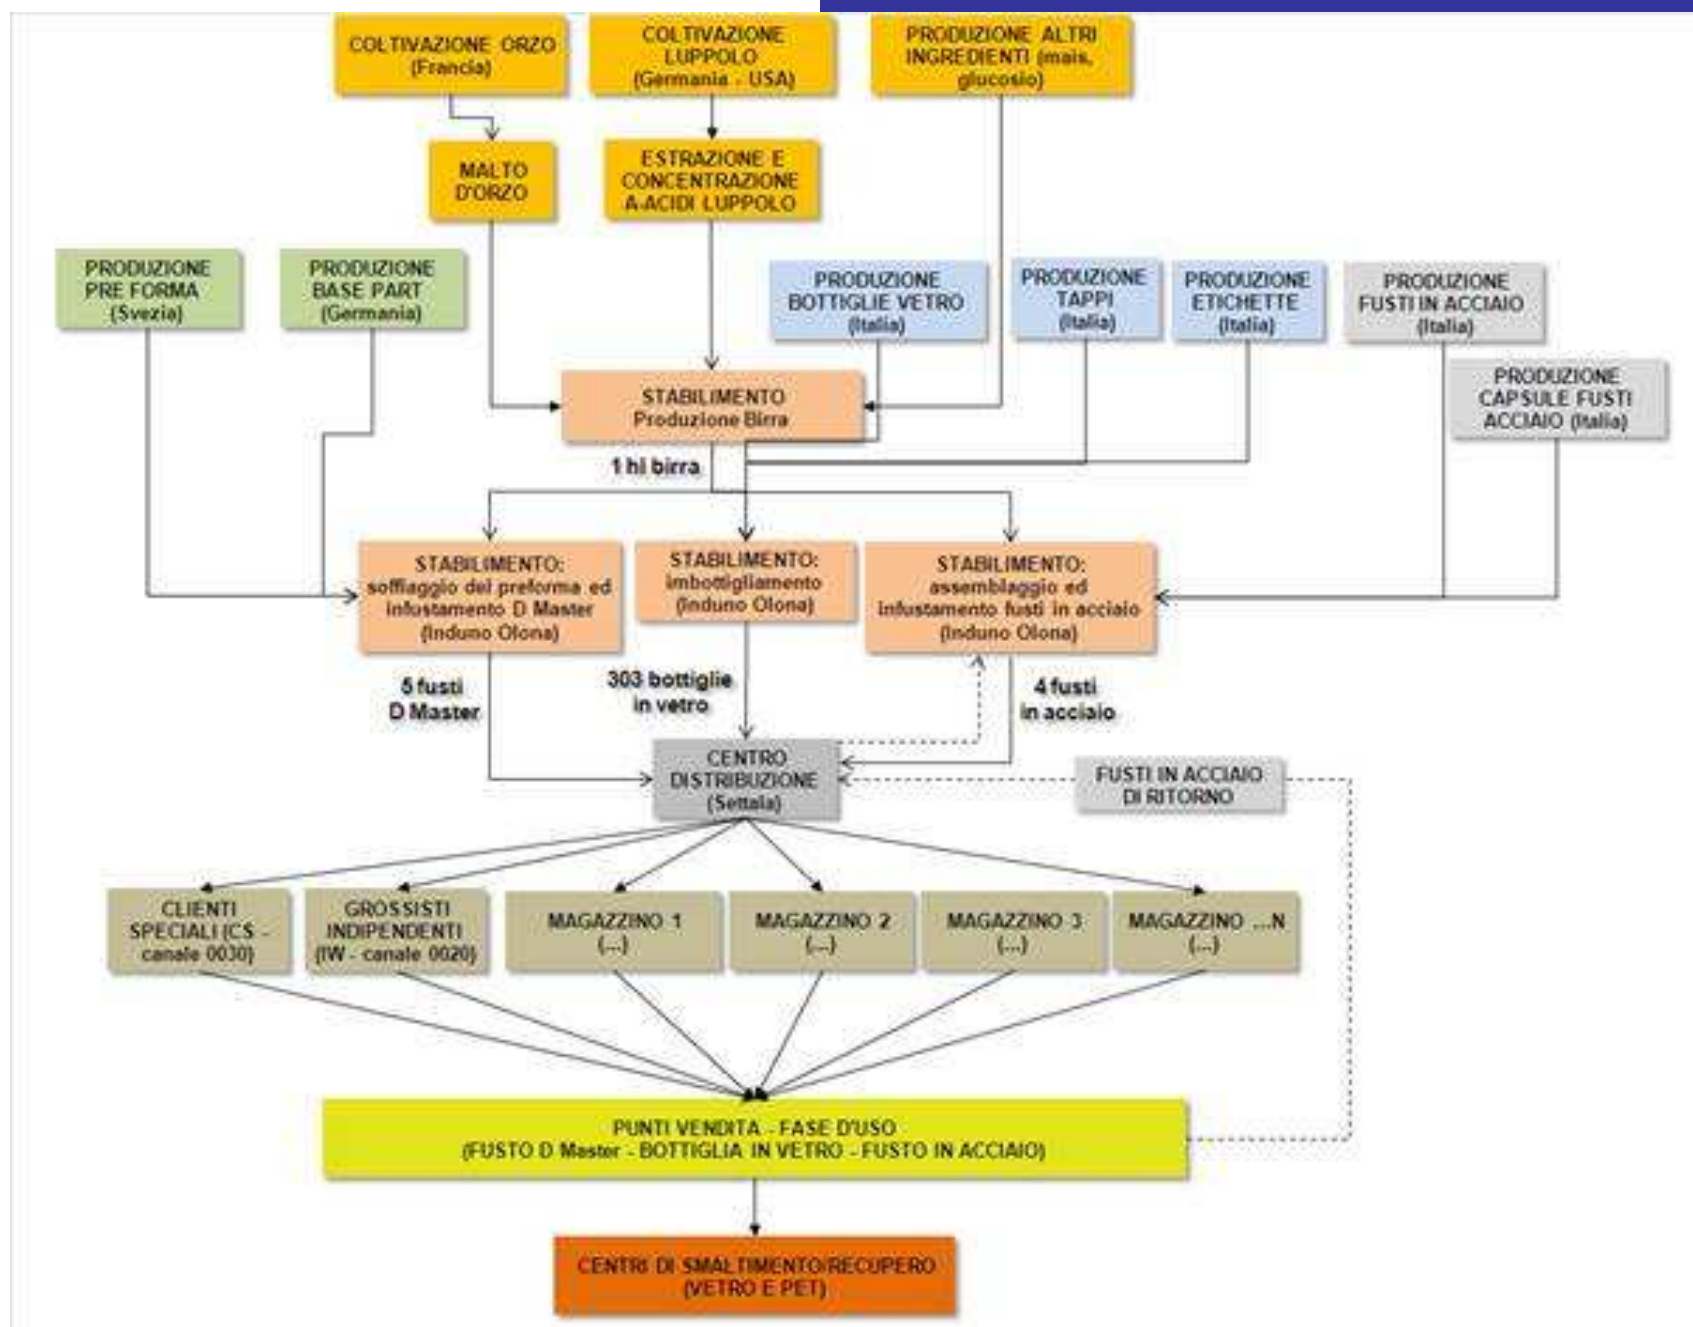 COLTIVAZIONE ORZO
(Francia)
COLTIVAZIONE
LUPPOLO
(Germania - USA)
PRODUZIONE ALTRI
INGREDIENTI (mais,
glucosio)
MALTO
D'ORZO
ESTRAZIONE E
CONCENTRAZIONE
A-ACIDI LUPPOLO
PRODUZIONE
PRE FORMA
(Svezia)
PRODUZIONE
BASE PART
(Germania)
PRODUZIONE
BOTTIGLIE VETRO
(Italia)
PRODUZIONE
TAPPI
(Italia)
PRODUZIONE
ETICHETTE
(Italia)
PRODUZIONE
FUSTI IN ACCIAIO
(Italia)
PRODUZIONE
CAPSULE FUSTI
ACCIAIO (Italia)
STABILIMENTO
Produzione Birra
1 hl birra
STABILIMENTO:
soffiaggio del preforma ed
infustamento D Master
(Induno Olona)
STABILIMENTO:
imbottigliamento
(Induno Olona)
STABILIMENTO:
assemblaggio ed
infustamento fusti in acciaio
(Induno Olona)
5 fusti
D Master
303 bottiglie
in vetro
4 fusti
in acciaio
CENTRO
DISTRIBUZIONE
(Settala)
FUSTI IN ACCIAIO
DI RITORNO
CLIENTI
SPECIALI (CS -
canale 0030)
GROSSISTI
INDIPENDENTI
(IW - canale 0020)
MAGAZZINO 1
(...)
MAGAZZINO 2
(...)
MAGAZZINO 3
(...)
MAGAZZINO ...N
(...)
PUNTI VENDITA - FASE D'USO
(FUSTO D Master - BOTTIGLIA IN VETRO - FUSTO IN ACCIAIO)
CENTRI DI SMALTIMENTO/RECUPERO
(VETRO E PET)